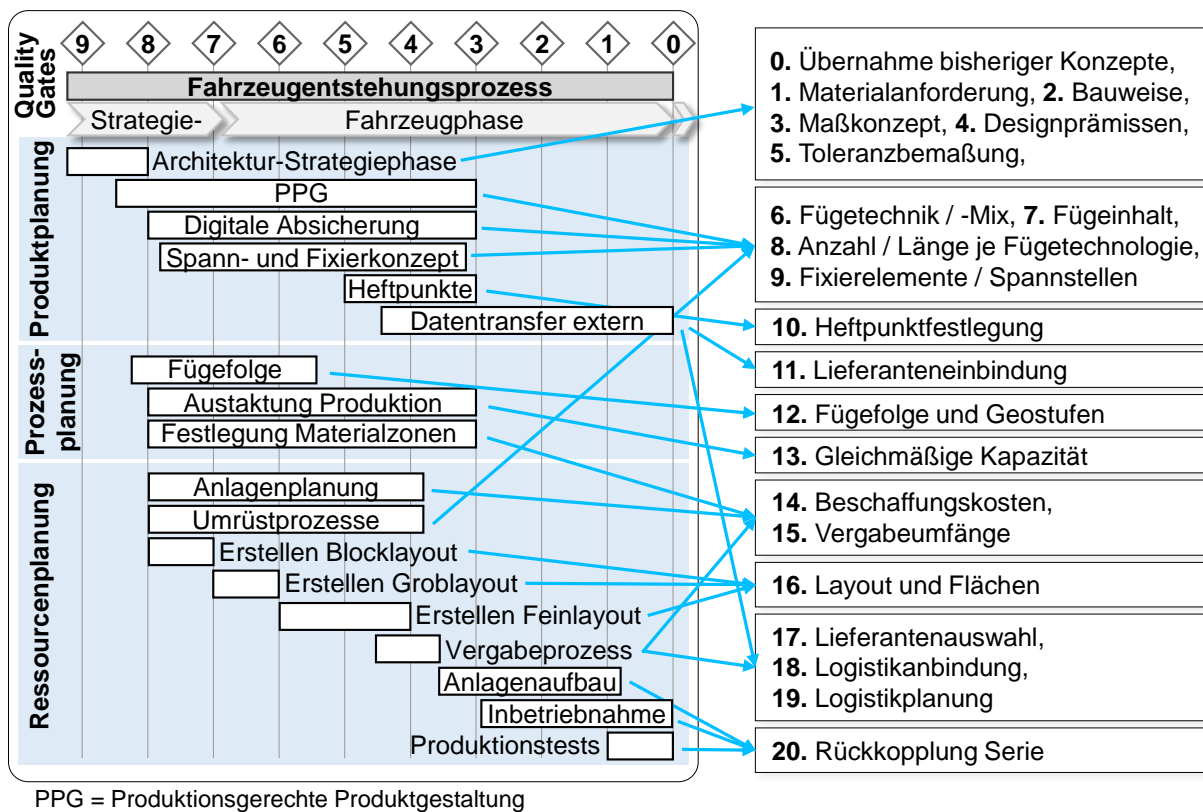 Quality
Gates
9 8 7 6 5 4 3 2 1 0
Fahrzeugentstehungsprozess
Strategie- Fahrzeugphase
Produktplanung
Architektur-Strategiephase
PPG
Digitale Absicherung
Spann- und Fixierkonzept
Heftpunkte
Datentransfer extern
Prozess-
planung
Fügefolge
Austaktung Produktion
Festlegung Materialzonen
Ressourcenplanung
Anlagenplanung
Umrüstprozesse
Erstellen Blocklayout
Erstellen Groblayout
Erstellen Feinlayout
Vergabeprozess
Anlagenaufbau
Inbetriebnahme
Produktionstests
0. Übernahme bisheriger Konzepte,
1. Materialanforderung, 2. Bauweise,
3. Maßkonzept, 4. Designprämissen,
5. Toleranzbemaßung,
6. Fügetechnik / -Mix, 7. Fügeinhalt,
8. Anzahl / Länge je Fügetechnologie,
9. Fixierelemente / Spannstellen
10. Heftpunktfestlegung
11. Lieferanteneinbindung
12. Fügefolge und Geostufen
13. Gleichmäßige Kapazität
14. Beschaffungskosten,
15. Vergabeumfänge
16. Layout und Flächen
17. Lieferantenauswahl,
18. Logistikanbindung,
19. Logistikplanung
20. Rückkopplung Serie
PPG = Produktionsgerechte Produktgestaltung